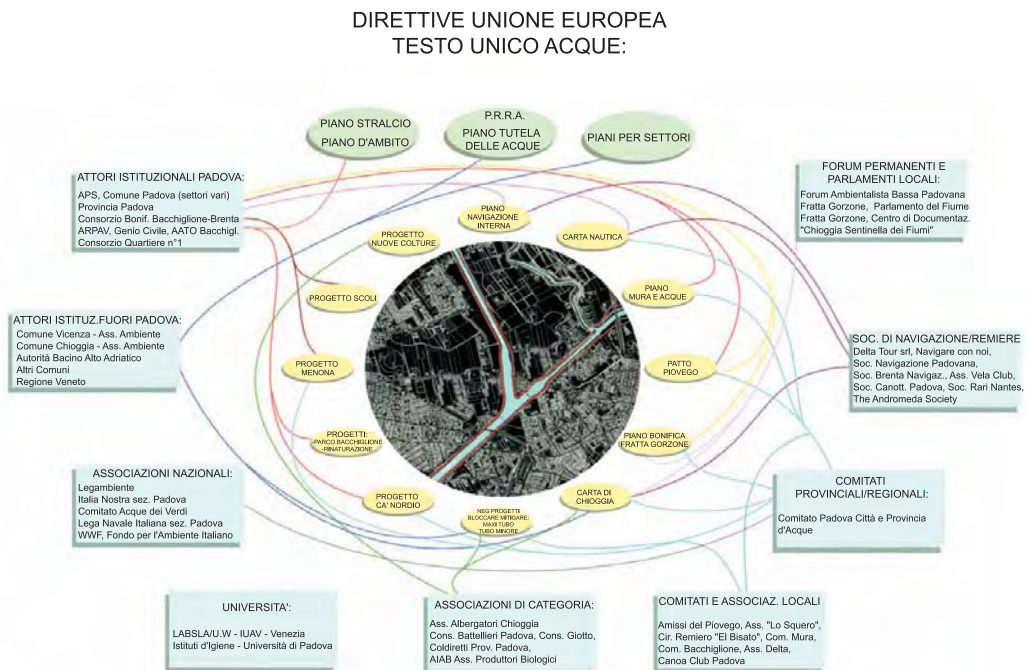 DIRETTIVE UNIONE EUROPEA
TESTO UNICO ACQUE:
PIANO STRALCIO
PIANO D'AMBITO
P.R.R.A.
PIANO TUTELA
DELLE ACQUE
PIANI PER SETTORI
ATTORI ISTITUZIONALI PADOVA:
APS, Comune Padova (settori vari)
Provincia Padova
Consorzio Bonif. Bacchiglione-Brenta
ARPAV, Genio Civile, AATO Bacchigl.
Consorzio Quartiere n°1
FORUM PERMANENTI E
PARLAMENTI LOCALI:
Forum Ambientalista Bassa Padovana
Fratta Gorzone, Parlamento del Fiume
Fratta Gorzone, Centro di Documentaz.
"Chioggia Sentinella dei Fiumi"
PIANO
NAVIGAZIONE
INTERNA
CARTA NAUTICA
PROGETTO
NUOVE COLTURE
PROGETTO SCOLI
PIANO
MURA E ACQUE
ATTORI ISTITUZ.FUORI PADOVA:
Comune Vicenza - Ass. Ambiente
Comune Chioggia - Ass. Ambiente
Autorità Bacino Alto Adriatico
Altri Comuni
Regione Veneto
PROGETTO
MENONA
PATTO
PIOVEGO
SOC. DI NAVIGAZIONE/REMIERE
Delta Tour srl, Navigare con noi,
Soc. Navigazione Padovana,
Soc. Brenta Navigaz., Ass. Vela Club,
Soc. Canott. Padova, Soc. Rari Nantes,
The Andromeda Society
PROGETTI:
-PARCO BACCHIGLIONE
-RINATURAZIONE
PIANO BONIFICA
FRATTA GORZONE
ASSOCIAZIONI NAZIONALI:
Legambiente
Italia Nostra sez. Padova
Comitato Acque dei Verdi
Lega Navale Italiana sez. Padova
WWF, Fondo per l'Ambiente Italiano
PROGETTO
CA' NORDIO
NEG PROGETTI
BLOCCARE MITIGARE:
MAXI TUBO
TUBO MINORE
CARTA DI
CHIOGGIA
COMITATI
PROVINCIALI/REGIONALI:
Comitato Padova Città e Provincia
d'Acque
UNIVERSITA':
LABSLA/U.W - IUAV - Venezia
Istituti d'Igiene - Università di Padova
ASSOCIAZIONI DI CATEGORIA:
Ass. Albergatori Chioggia
Cons. Battellieri Padova, Cons. Giotto,
Coldiretti Prov. Padova,
AIAB Ass. Produttori Biologici
COMITATI E ASSOCIAZ. LOCALI
Amissi del Piovego, Ass. "Lo Squero",
Cir. Remiero "El Bisato", Com. Mura,
Com. Bacchiglione, Ass. Delta,
Canoa Club Padova